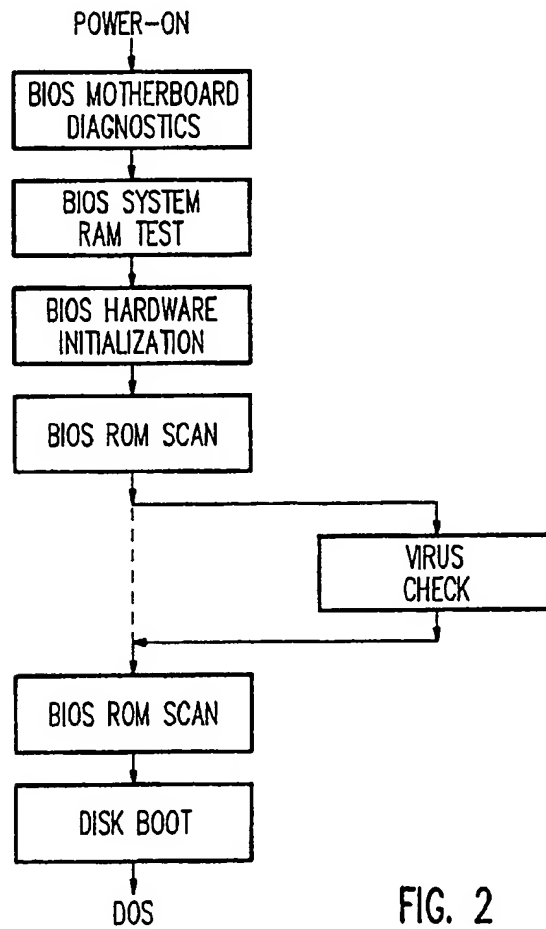 POWER-ON
BIOS MOTHERBOARD
DIAGNOSTICS
BIOS SYSTEM
RAM TEST
BIOS HARDWARE
INITIALIZATION
BIOS ROM SCAN
VIRUS
CHECK
BIOS ROM SCAN
DISK BOOT
DOS
FIG. 2